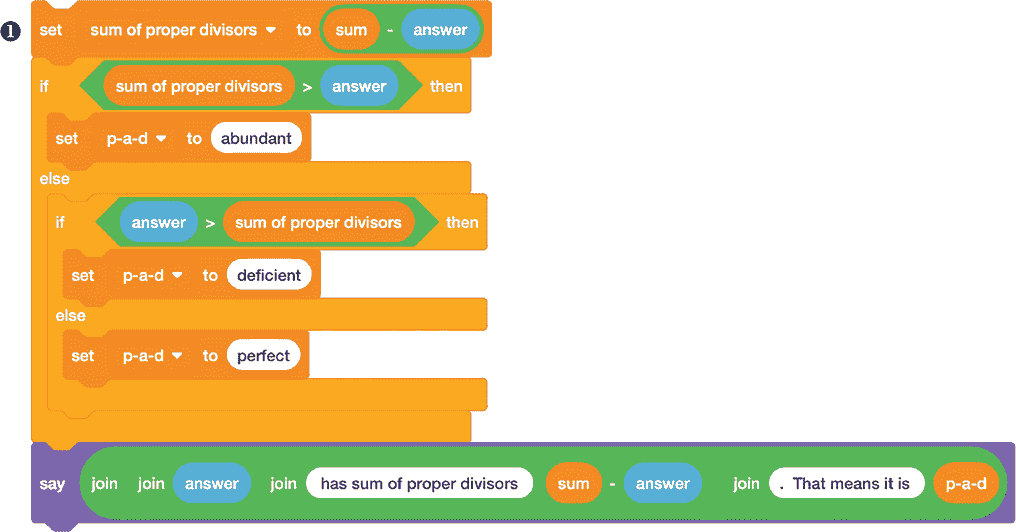 ❶ set sum of proper divisors to sum - answer
if sum of proper divisors > answer then
set p-a-d to abundant
else
if answer > sum of proper divisors then
set p-a-d to deficient
else
set p-a-d to perfect
say join join answer join has sum of proper divisors sum - answer join . That means it is p-a-d